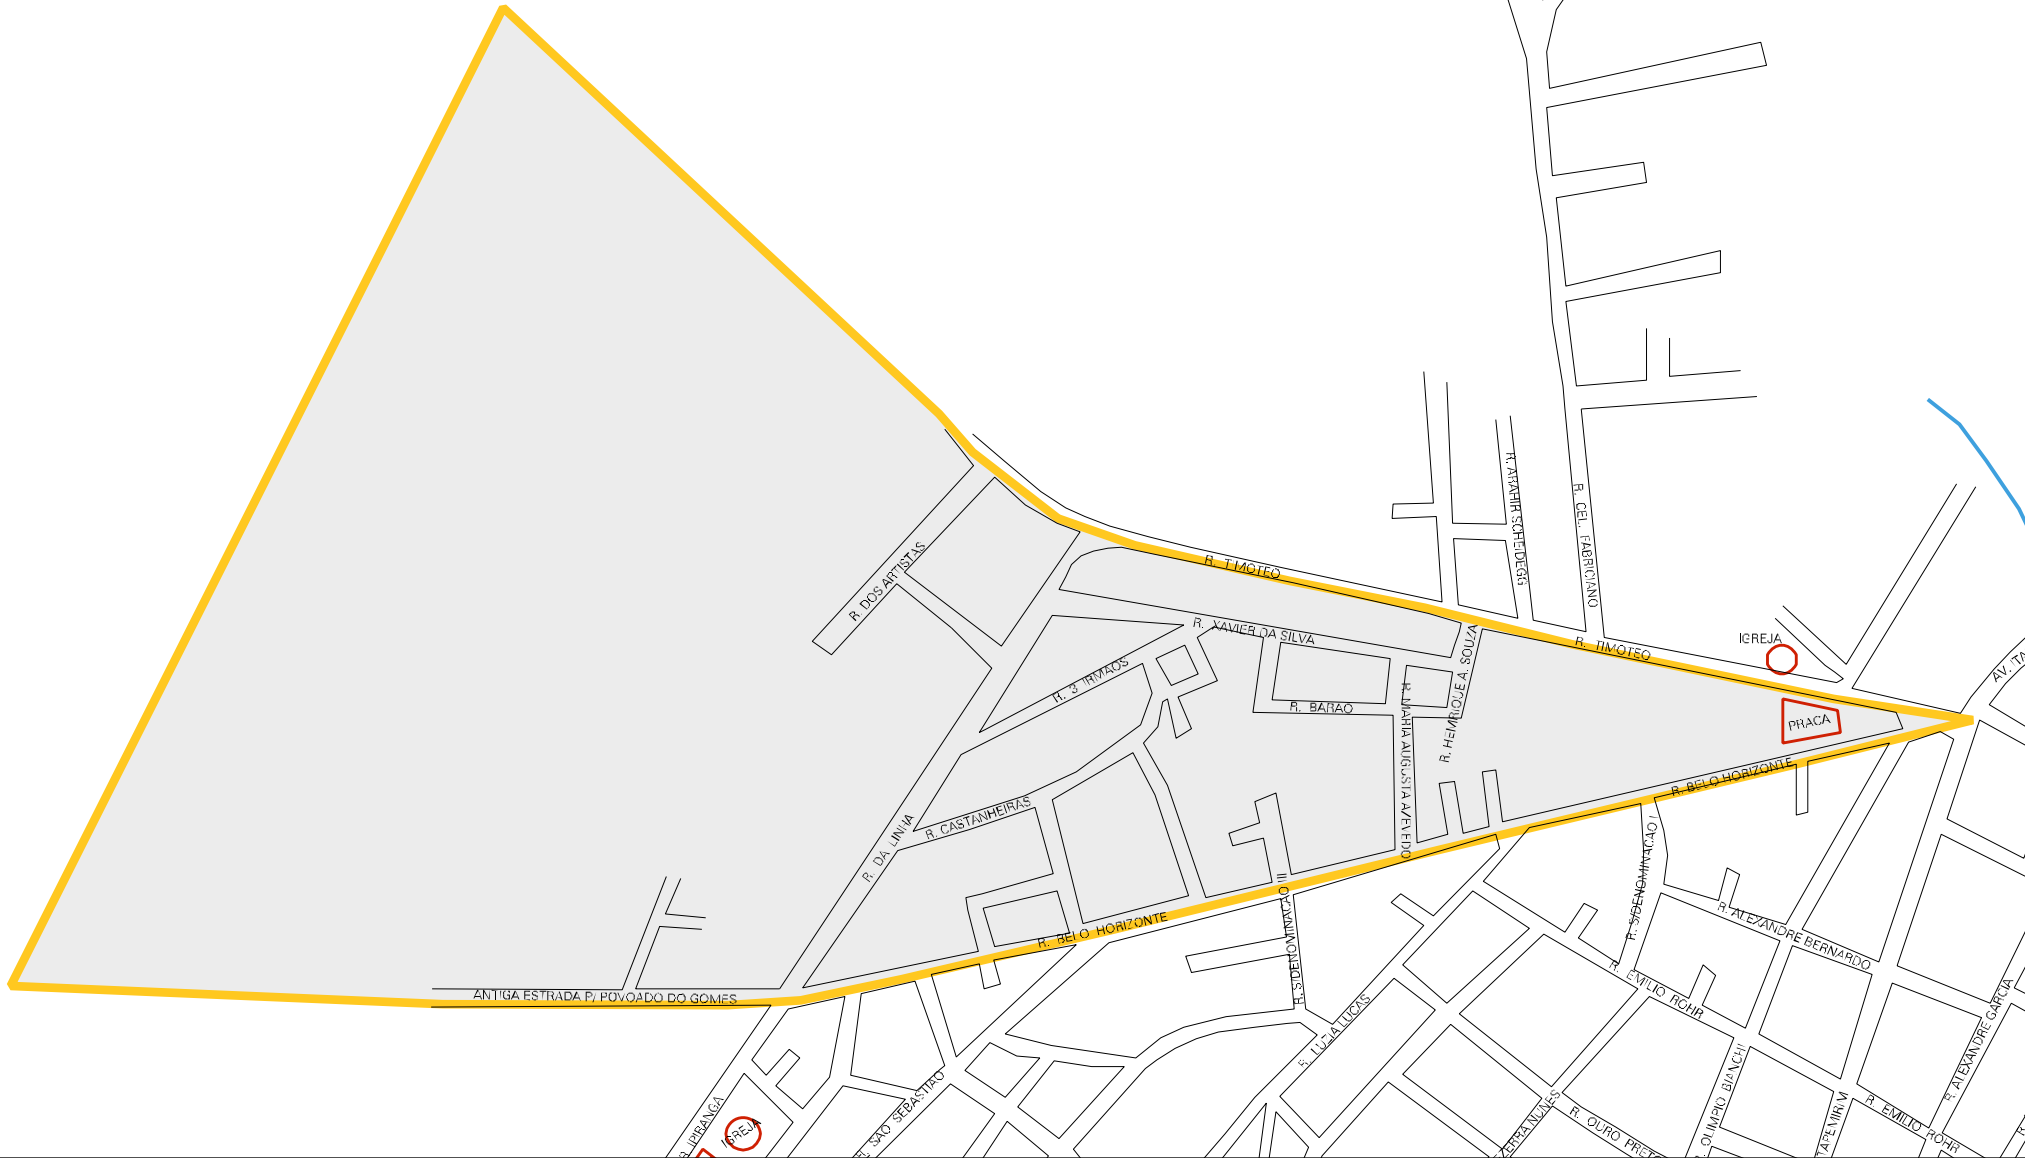 R. ARAHIR SCHEIDEGG
R. CEL. FABRICIANO
R. DOS ARTISTAS
R. TIMOTEO
R. XAVIER DA SILVA
R. TIMOTEO
IGREJA
R. 3 IRMAOS
R. HENRIQUE A. SOUZA
R. MARIA AUGUSTA AZEVEDO
R. BARAO
PRACA
R. BELO HORIZONTE
R. CASTANHEIRAS
R. DA LINHA
R. BELO HORIZONTE
R. S/DENOMINACAO II
R. S/DENOMINACAO I
R. ALEXANDRE BERNARDO
ANTIGA ESTRADA P/ POVOADO DO GOMES
R. EMILIO ROHR
R. LUZIA LUCAS
R. ALEXANDRE GARCIA
R. SAO SEBASTIAO
IPIRANGA
IGREJA
R. OURO PRETO
OLIMPIO BIANCHI
R. EMILIO ROHR